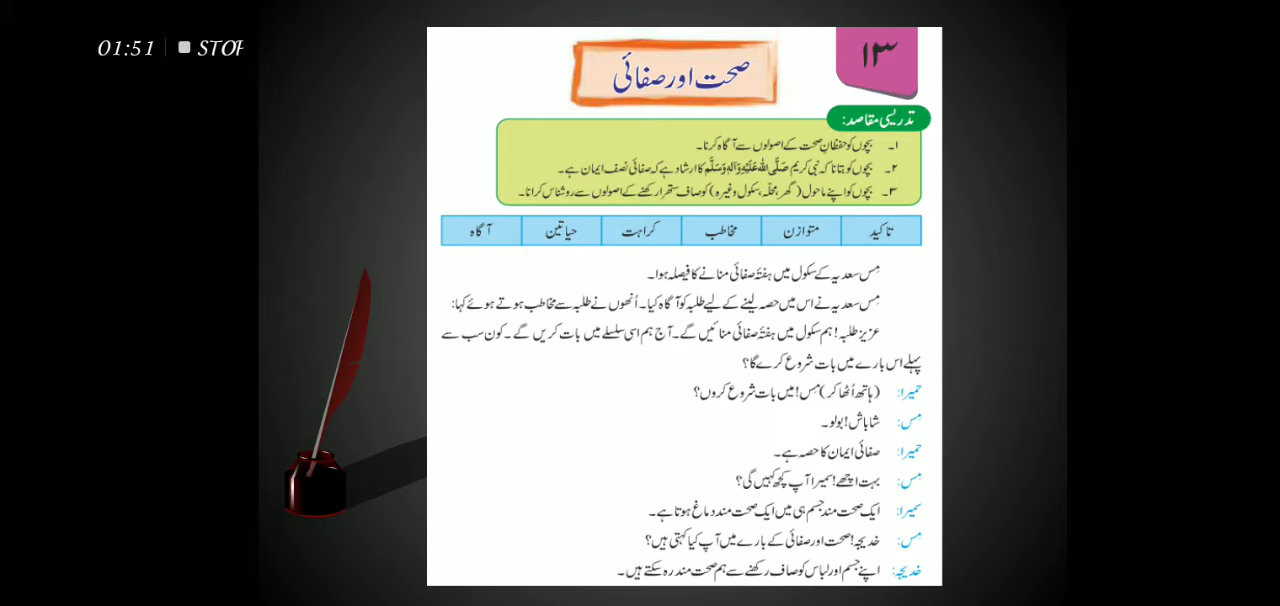 01:51 STOP
۱۳
صحت اور صفائی
تدریسی مقاصد:
۱۔ بچوں کو حفظانِ صحت کے اصولوں سے آگاہ کرنا۔
۲۔ بچوں کو بتانا کہ نبی کریم صَلَّی اللہُ عَلَیْہِ وَآلِہٖ وَسَلَّم کا ارشاد ہے کہ صفائی نصف ایمان ہے۔
۳۔ بچوں کو اپنے ماحول (گھر، محلّہ، سکول وغیرہ) کو صاف ستھرا رکھنے کے اصولوں سے روشناس کرانا۔
تاکید متوازن مخاطب کراہت حیاتین آگاہ
مِس سعدیہ کے سکول میں ہفتۂ صفائی منانے کا فیصلہ ہوا۔
مِس سعدیہ نے اس میں حصہ لینے کے لیے طلبہ کو آگاہ کیا۔ اُنھوں نے طلبہ سے مخاطب ہوتے ہوئے کہا:
عزیز طلبہ! ہم سکول میں ہفتۂ صفائی منائیں گے۔ آج ہم اسی سلسلے میں بات کریں گے۔ کون سب سے
پہلے اس بارے میں بات شروع کرے گا؟
حمیرا: (ہاتھ اُٹھا کر) مِس! میں بات شروع کروں؟
مِس: شاباش! بولو۔
حمیرا: صفائی ایمان کا حصہ ہے۔
مِس: بہت اچھے! سمیرا آپ کچھ کہیں گی؟
سمیرا: ایک صحت مند جسم ہی میں ایک صحت مند دماغ ہوتا ہے۔
مِس: خدیجہ! صحت اور صفائی کے بارے میں آپ کیا کہتی ہیں؟
خدیجہ: اپنے جسم اور لباس کو صاف رکھنے سے ہم صحت مند رہ سکتے ہیں۔